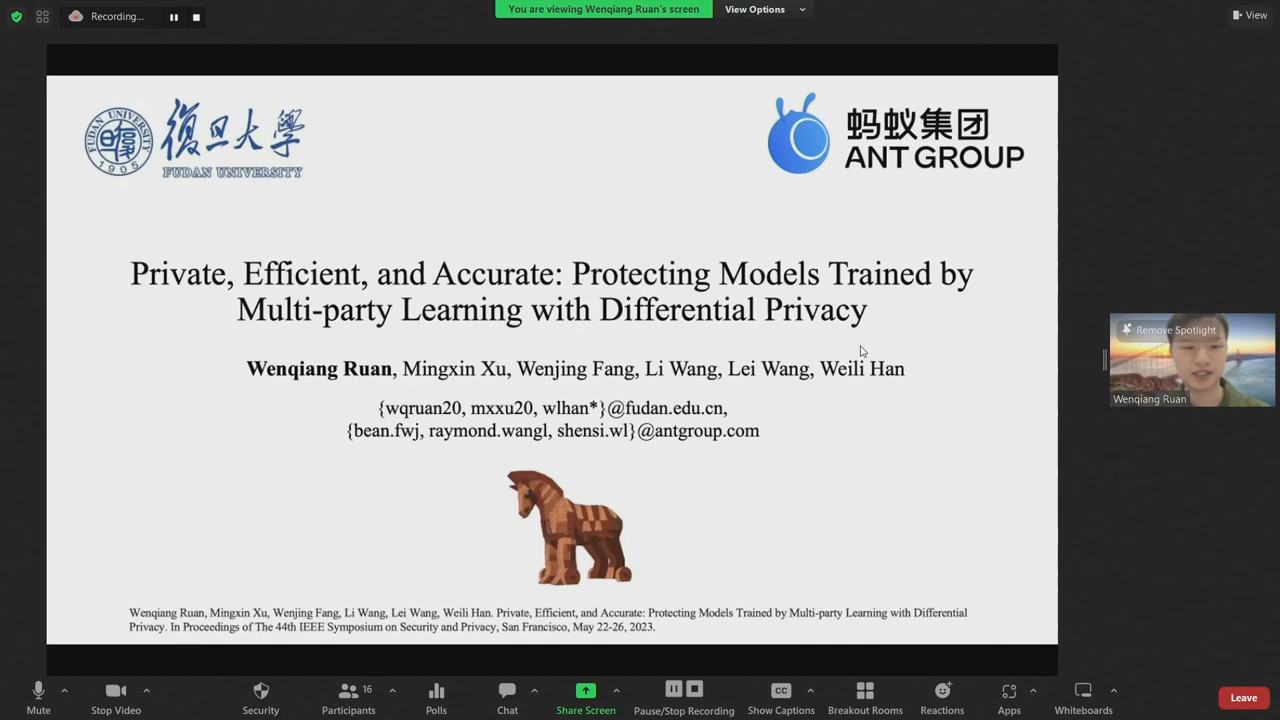 Recording...
You are viewing Wenqiang Ruan's screen
View Options
View
FUDAN UNIVERSITY
1905
復旦大學
FUDAN UNIVERSITY
蚂蚁集团
ANT GROUP
Private, Efficient, and Accurate: Protecting Models Trained by
Multi-party Learning with Differential Privacy
Wenqiang Ruan, Mingxin Xu, Wenjing Fang, Li Wang, Lei Wang, Weili Han
{wqruan20, mxxu20, wlhan*}@fudan.edu.cn,
{bean.fwj, raymond.wangl, shensi.wl}@antgroup.com
Wenqiang Ruan, Mingxin Xu, Wenjing Fang, Li Wang, Lei Wang, Weili Han. Private, Efficient, and Accurate: Protecting Models Trained by Multi-party Learning with Differential
Privacy. In Proceedings of The 44th IEEE Symposium on Security and Privacy, San Francisco, May 22-26, 2023.
Remove Spotlight
Wenqiang Ruan
Mute
Stop Video
Security
16
Participants
Polls
Chat
Share Screen
Pause/Stop Recording
CC
Show Captions
Breakout Rooms
Reactions
Apps
Whiteboards
Leave